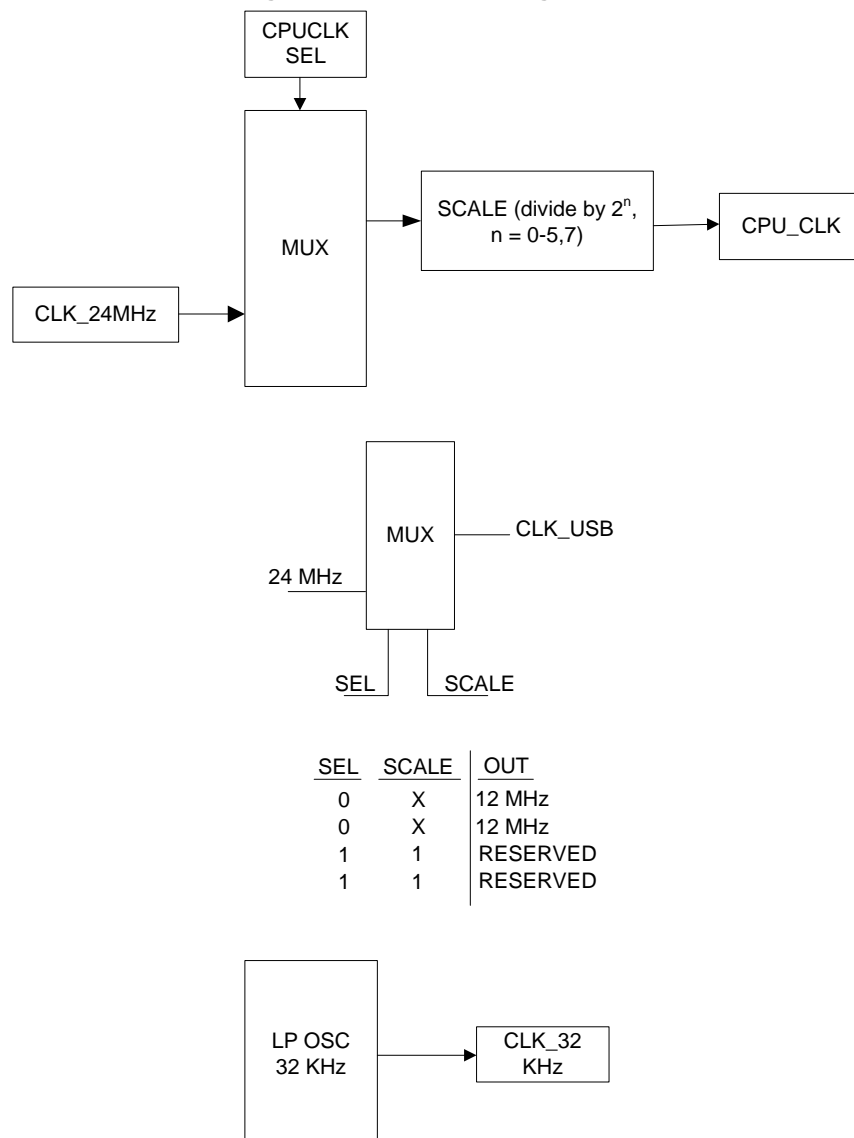 CPUCLK
SEL
MUX
SCALE (divide by 2ⁿ,
n = 0-5,7)
CPU_CLK
CLK_24MHz
MUX
CLK_USB
24 MHz
SEL SCALE
SEL SCALE OUT
0 X 12 MHz
0 X 12 MHz
1 1 RESERVED
1 1 RESERVED
LP OSC
32 KHz
CLK_32
KHz